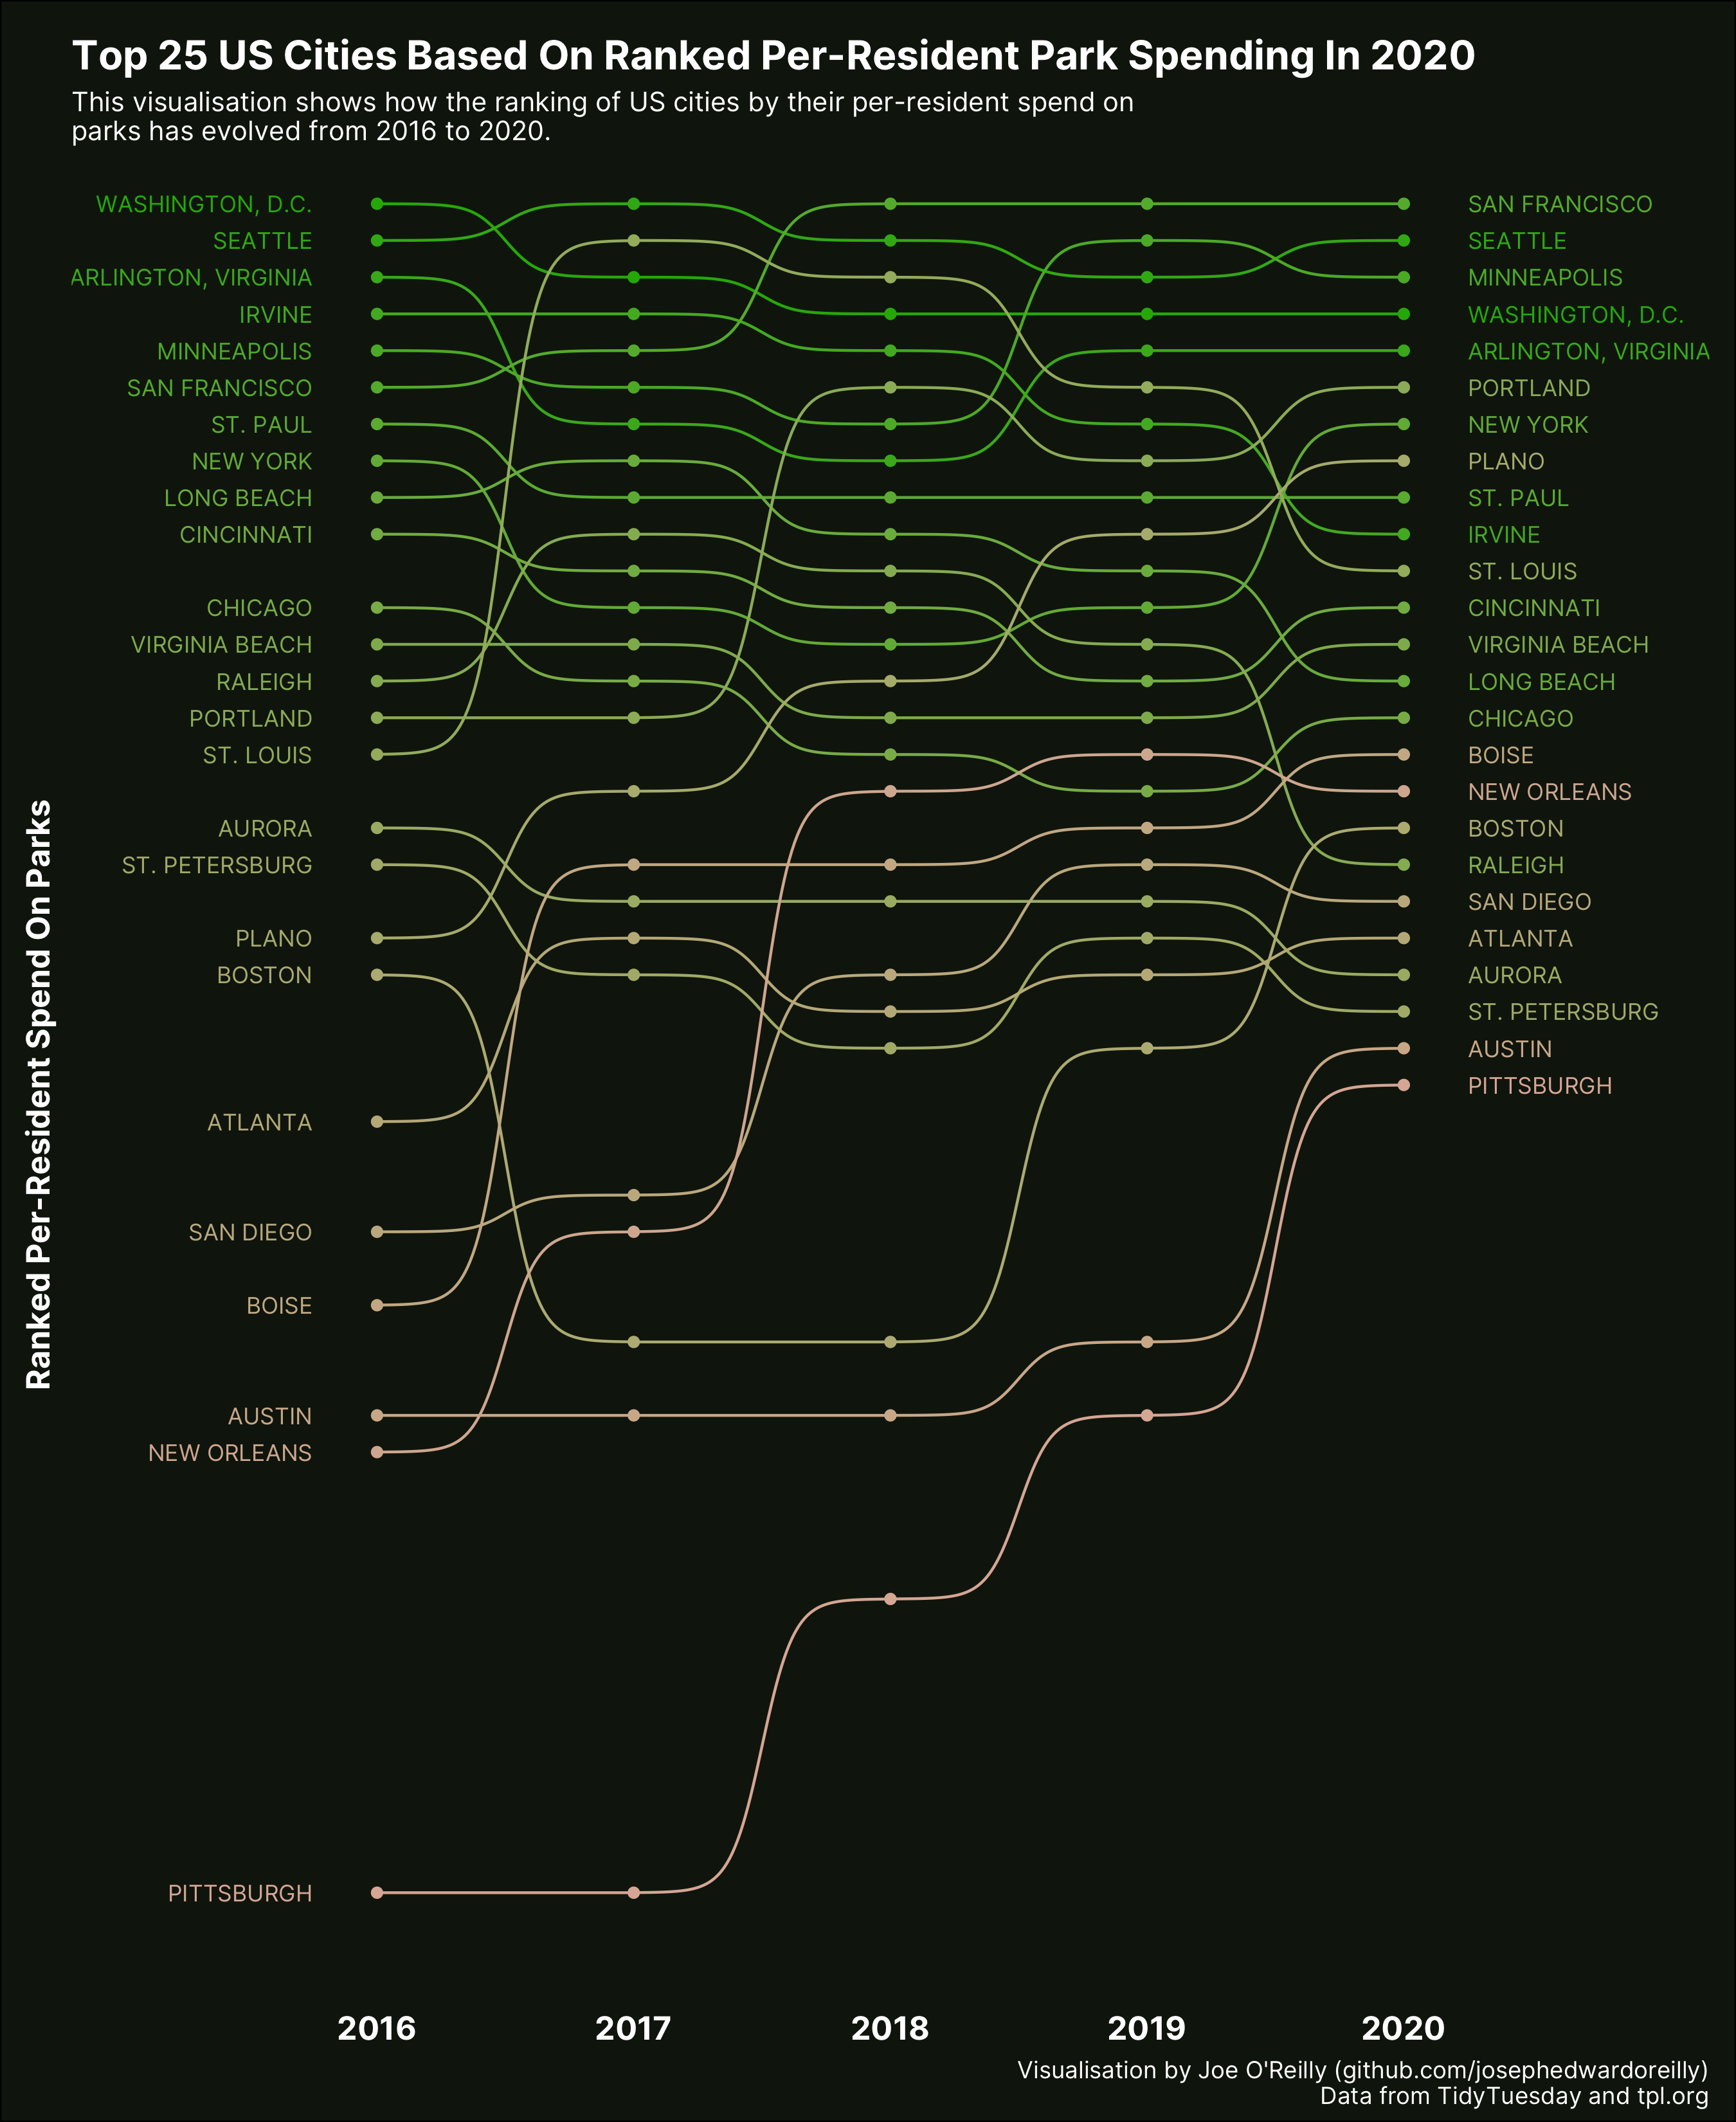 Top 25 US Cities Based On Ranked Per-Resident Park Spending In 2020
This visualisation shows how the ranking of US cities by their per-resident spend on
parks has evolved from 2016 to 2020.
Ranked Per-Resident Spend On Parks
WASHINGTON, D.C.
SEATTLE
ARLINGTON, VIRGINIA
IRVINE
MINNEAPOLIS
SAN FRANCISCO
ST. PAUL
NEW YORK
LONG BEACH
CINCINNATI
CHICAGO
VIRGINIA BEACH
RALEIGH
PORTLAND
ST. LOUIS
AURORA
ST. PETERSBURG
PLANO
BOSTON
ATLANTA
SAN DIEGO
BOISE
AUSTIN
NEW ORLEANS
PITTSBURGH
SAN FRANCISCO
SEATTLE
MINNEAPOLIS
WASHINGTON, D.C.
ARLINGTON, VIRGINIA
PORTLAND
NEW YORK
PLANO
ST. PAUL
IRVINE
ST. LOUIS
CINCINNATI
VIRGINIA BEACH
LONG BEACH
CHICAGO
BOISE
NEW ORLEANS
BOSTON
RALEIGH
SAN DIEGO
ATLANTA
AURORA
ST. PETERSBURG
AUSTIN
PITTSBURGH
2016 2017 2018 2019 2020
Visualisation by Joe O'Reilly (github.com/josephedwardoreilly)
Data from TidyTuesday and tpl.org